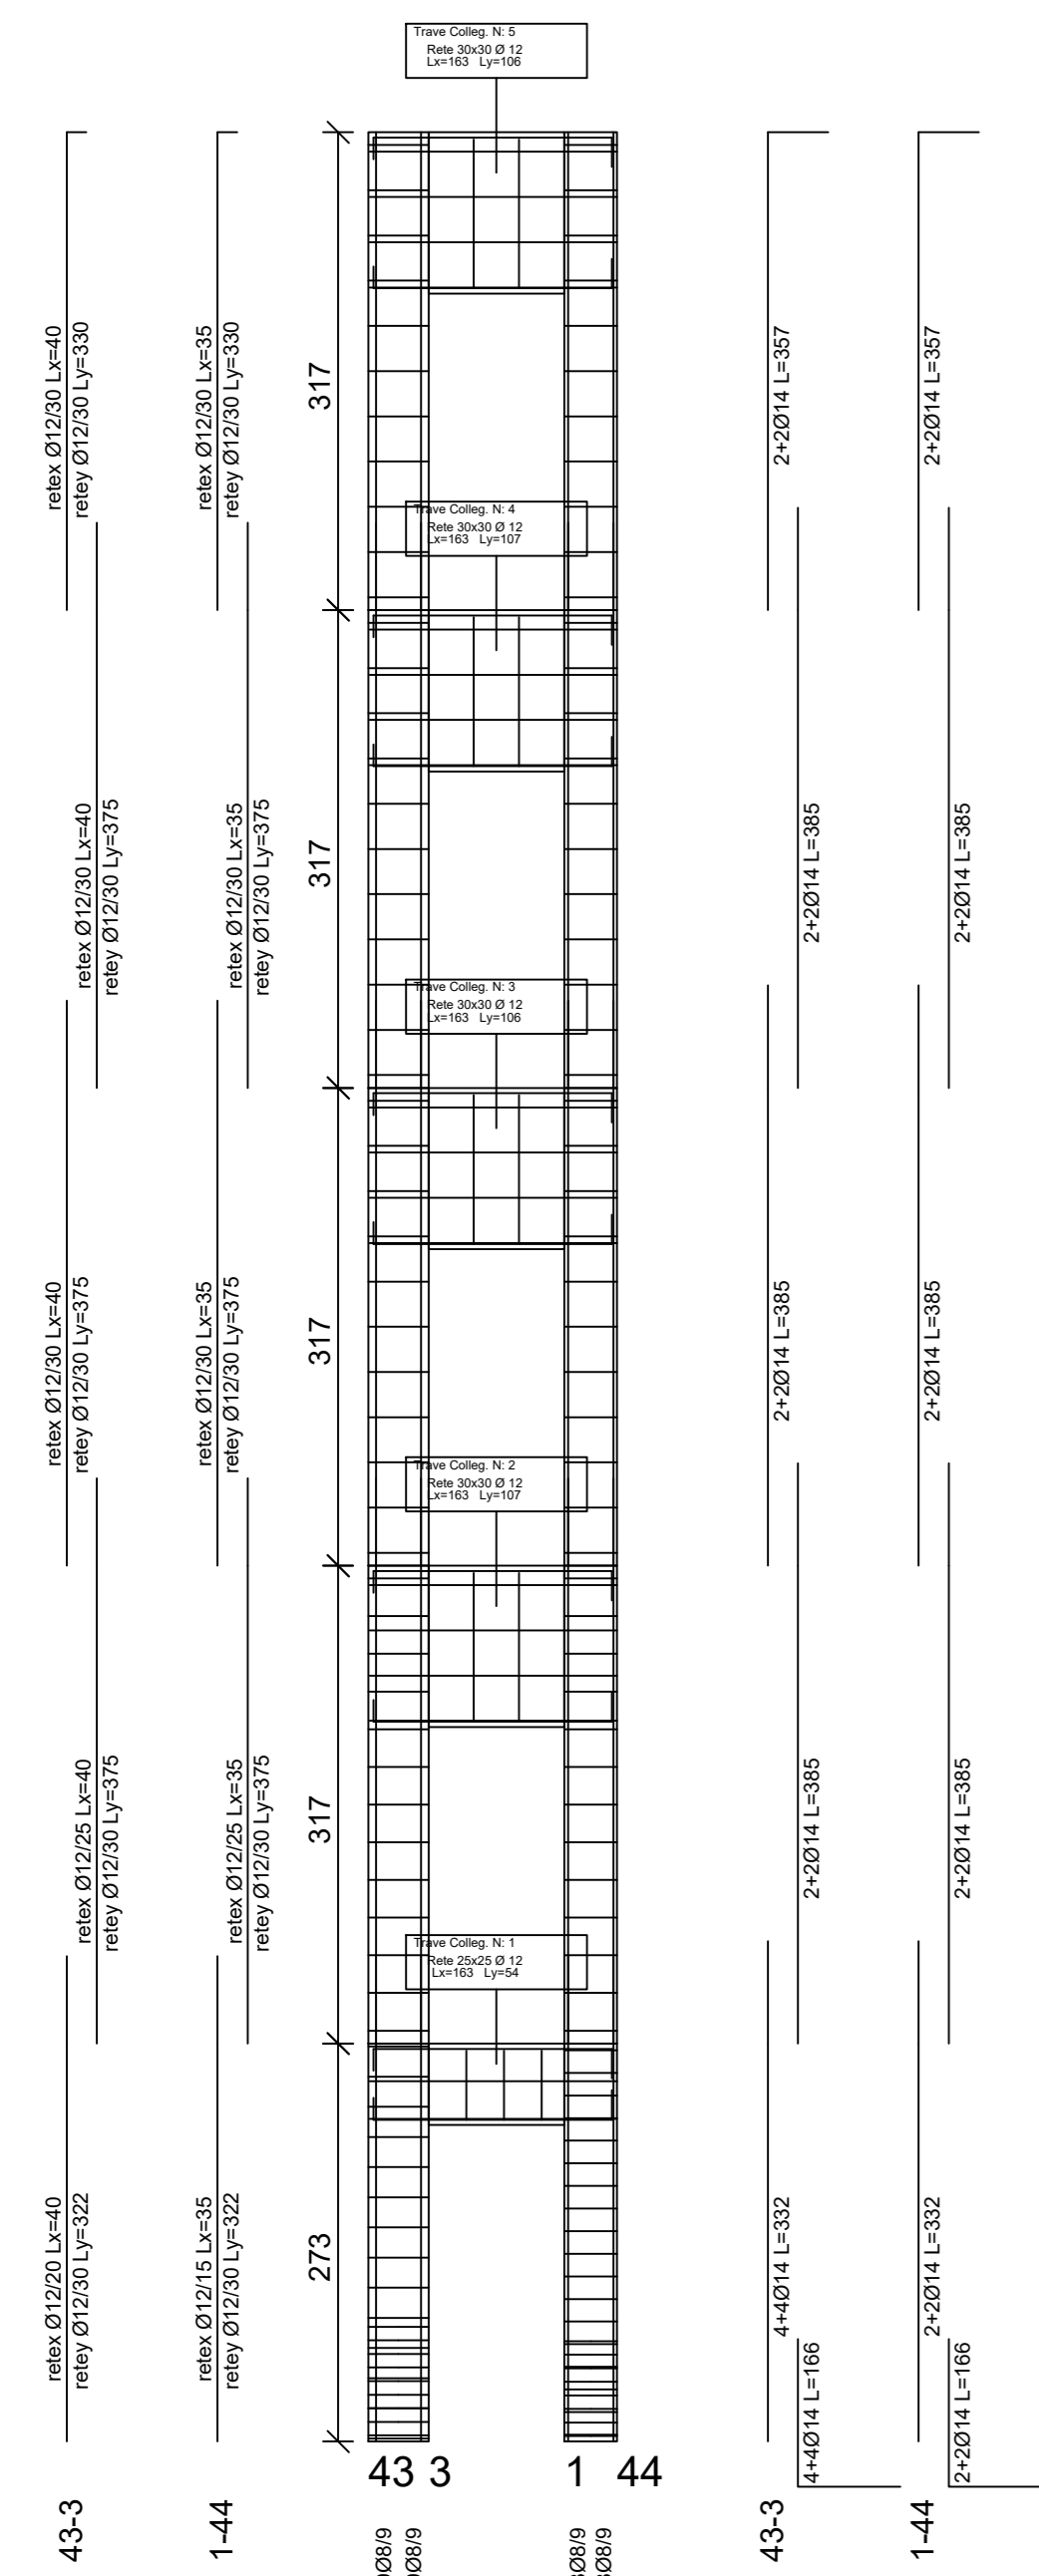 Trave Colleg. N: 5
Rete 30x30 Ø 12
Lx=163 Ly=106
retex Ø12/30 Lx=40
retey Ø12/30 Ly=330
retex Ø12/30 Lx=35
retey Ø12/30 Ly=330
317
2+2Ø14 L=357
2+2Ø14 L=357
Trave Colleg. N: 4
Rete 30x30 Ø 12
Lx=163 Ly=107
retex Ø12/30 Lx=40
retey Ø12/30 Ly=375
retex Ø12/30 Lx=35
retey Ø12/30 Ly=375
317
2+2Ø14 L=385
2+2Ø14 L=385
Trave Colleg. N: 3
Rete 30x30 Ø 12
Lx=163 Ly=106
retex Ø12/30 Lx=40
retey Ø12/30 Ly=375
retex Ø12/30 Lx=35
retey Ø12/30 Ly=375
317
2+2Ø14 L=385
2+2Ø14 L=385
Trave Colleg. N: 2
Rete 30x30 Ø 12
Lx=163 Ly=107
retex Ø12/25 Lx=40
retey Ø12/30 Ly=375
retex Ø12/25 Lx=35
retey Ø12/30 Ly=375
317
2+2Ø14 L=385
2+2Ø14 L=385
Trave Colleg. N: 1
Rete 25x25 Ø 12
Lx=163 Ly=54
retex Ø12/20 Lx=40
retey Ø12/30 Ly=322
retex Ø12/15 Lx=35
retey Ø12/30 Ly=322
273
4+4Ø14 L=332
4+4Ø14 L=166
2+2Ø14 L=332
2+2Ø14 L=166
43 3 1 44
43-3
1-44
43-3
1-44
Ø8/9
Ø8/9
Ø8/9
Ø8/9